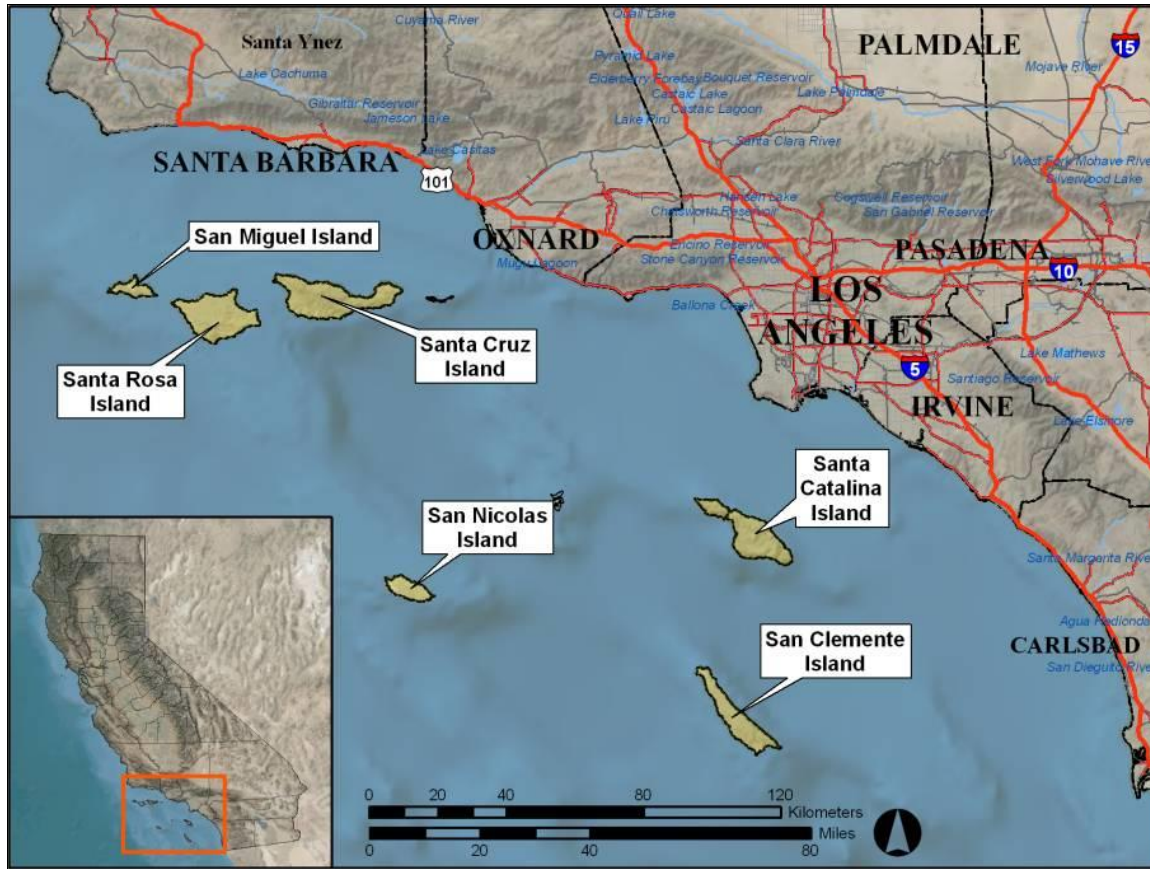 Cuyama River
Quail Lake
Santa Ynez
PALMDALE
15
Pyramid Lake
Mojave River
Lake Cachuma
Elderberry Forebay
Bouquet Reservoir
Castaic Lake
Lake Palmdale
Gibraltar Reservoir
Castaic Lagoon
Jameson Lake
Lake Piru
Santa Clara River
SANTA BARBARA
Lake Casitas
West Fork Mohave River
101
Silverwood Lake
Hansen Lake
Cogswell Reservoir
Chatsworth Reservoir
San Gabriel Reservoir
San Miguel Island
OXNARD
Encino Reservoir
PASADENA
Mugu Lagoon
Stone Canyon Reservoir
10
LOS
ANGELES
Ballona Creek
Santa Cruz
Island
Santa Rosa
Island
Lake Mathews
5
Santiago Reservoir
IRVINE
Lake Elsinore
Santa
Catalina
Island
San Nicolas
Island
Santa Margarita River
Agua Hedionda
San Clemente
Island
CARLSBAD
San Dieguito River
0 20 40 80 120
Kilometers
Miles
0 20 40 80